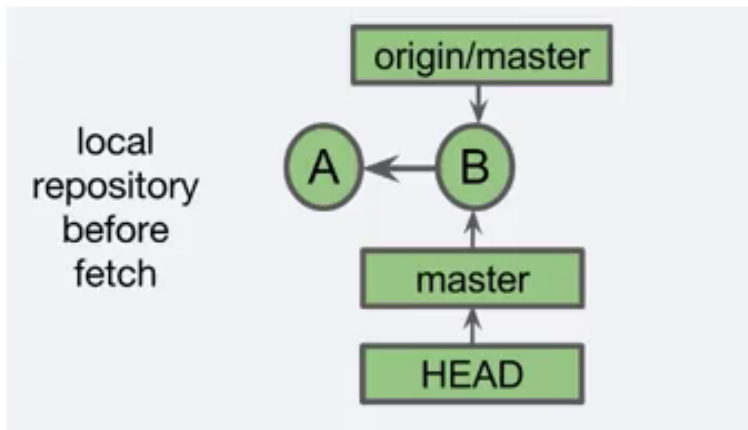 origin/master
local
repository
before
fetch
A
B
master
HEAD